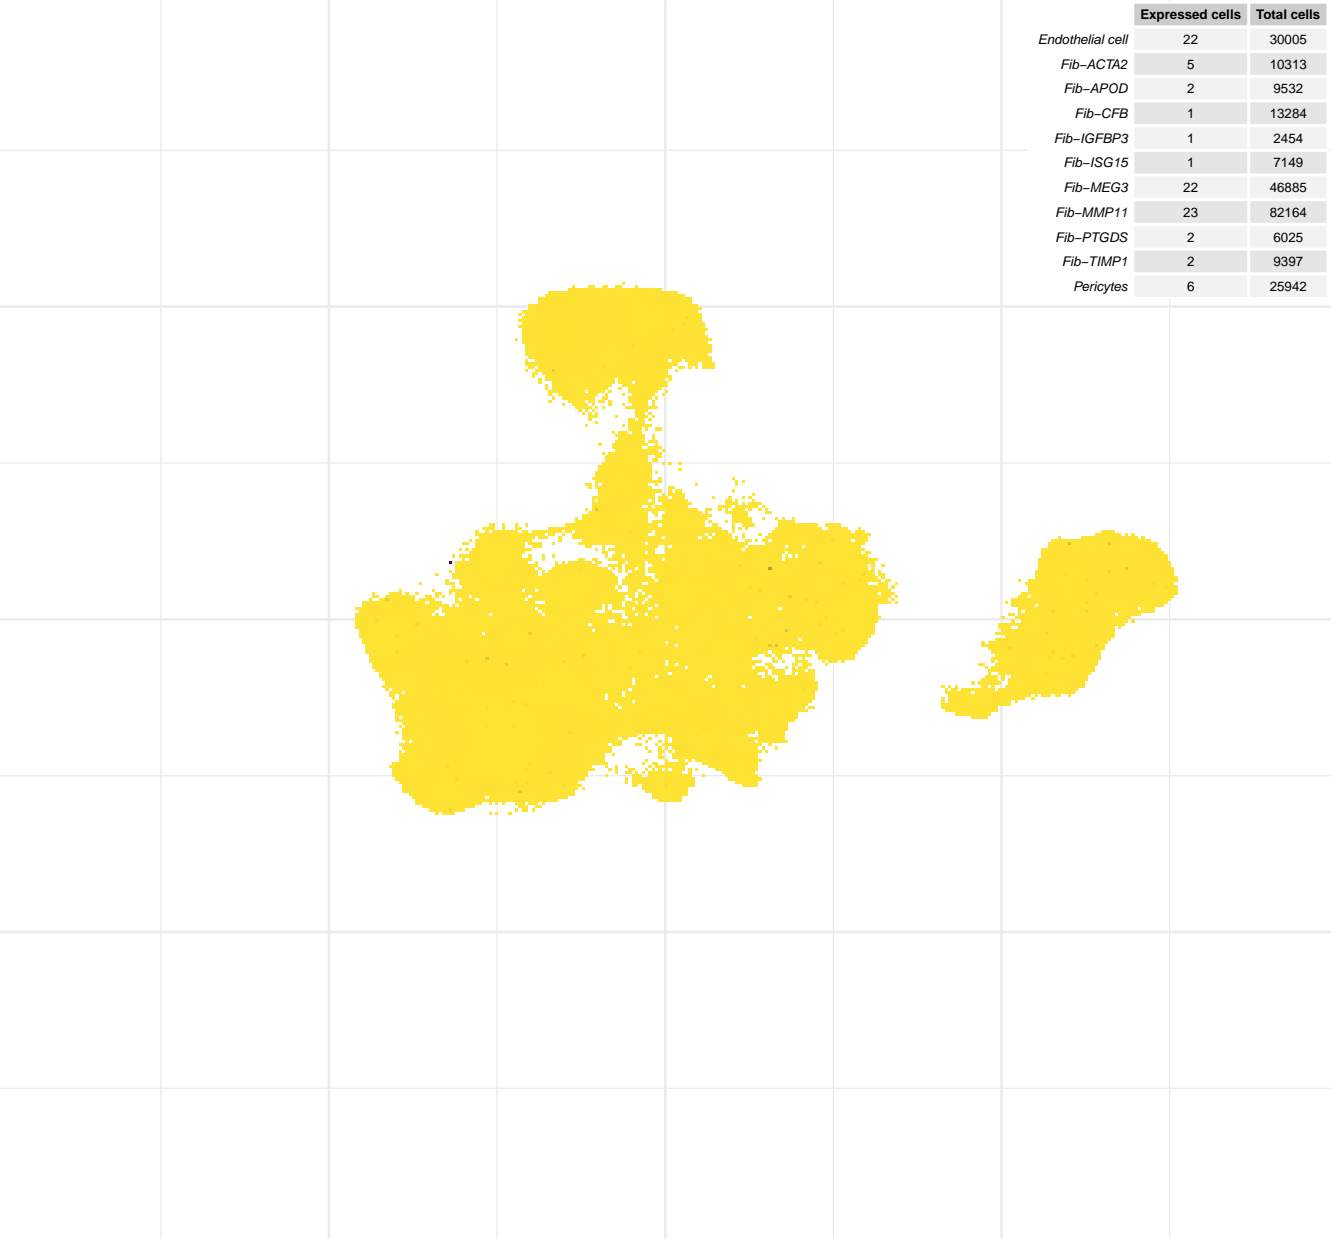 Expressed cells Total cells
Endothelial cell 22 30005
Fib−ACTA2 5 10313
Fib−APOD 2 9532
Fib−CFB 1 13284
Fib−IGFBP3 1 2454
Fib−ISG15 1 7149
Fib−MEG3 22 46885
Fib−MMP11 23 82164
Fib−PTGDS 2 6025
Fib−TIMP1 2 9397
Pericytes 6 25942